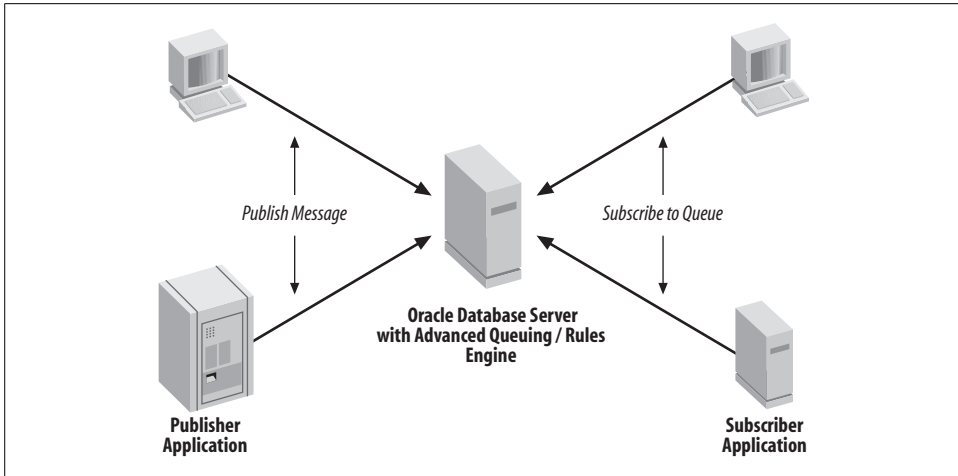 Publish Message
Subscribe to Queue
Oracle Database Server
with Advanced Queuing / Rules
Engine
Publisher
Application
Subscriber
Application